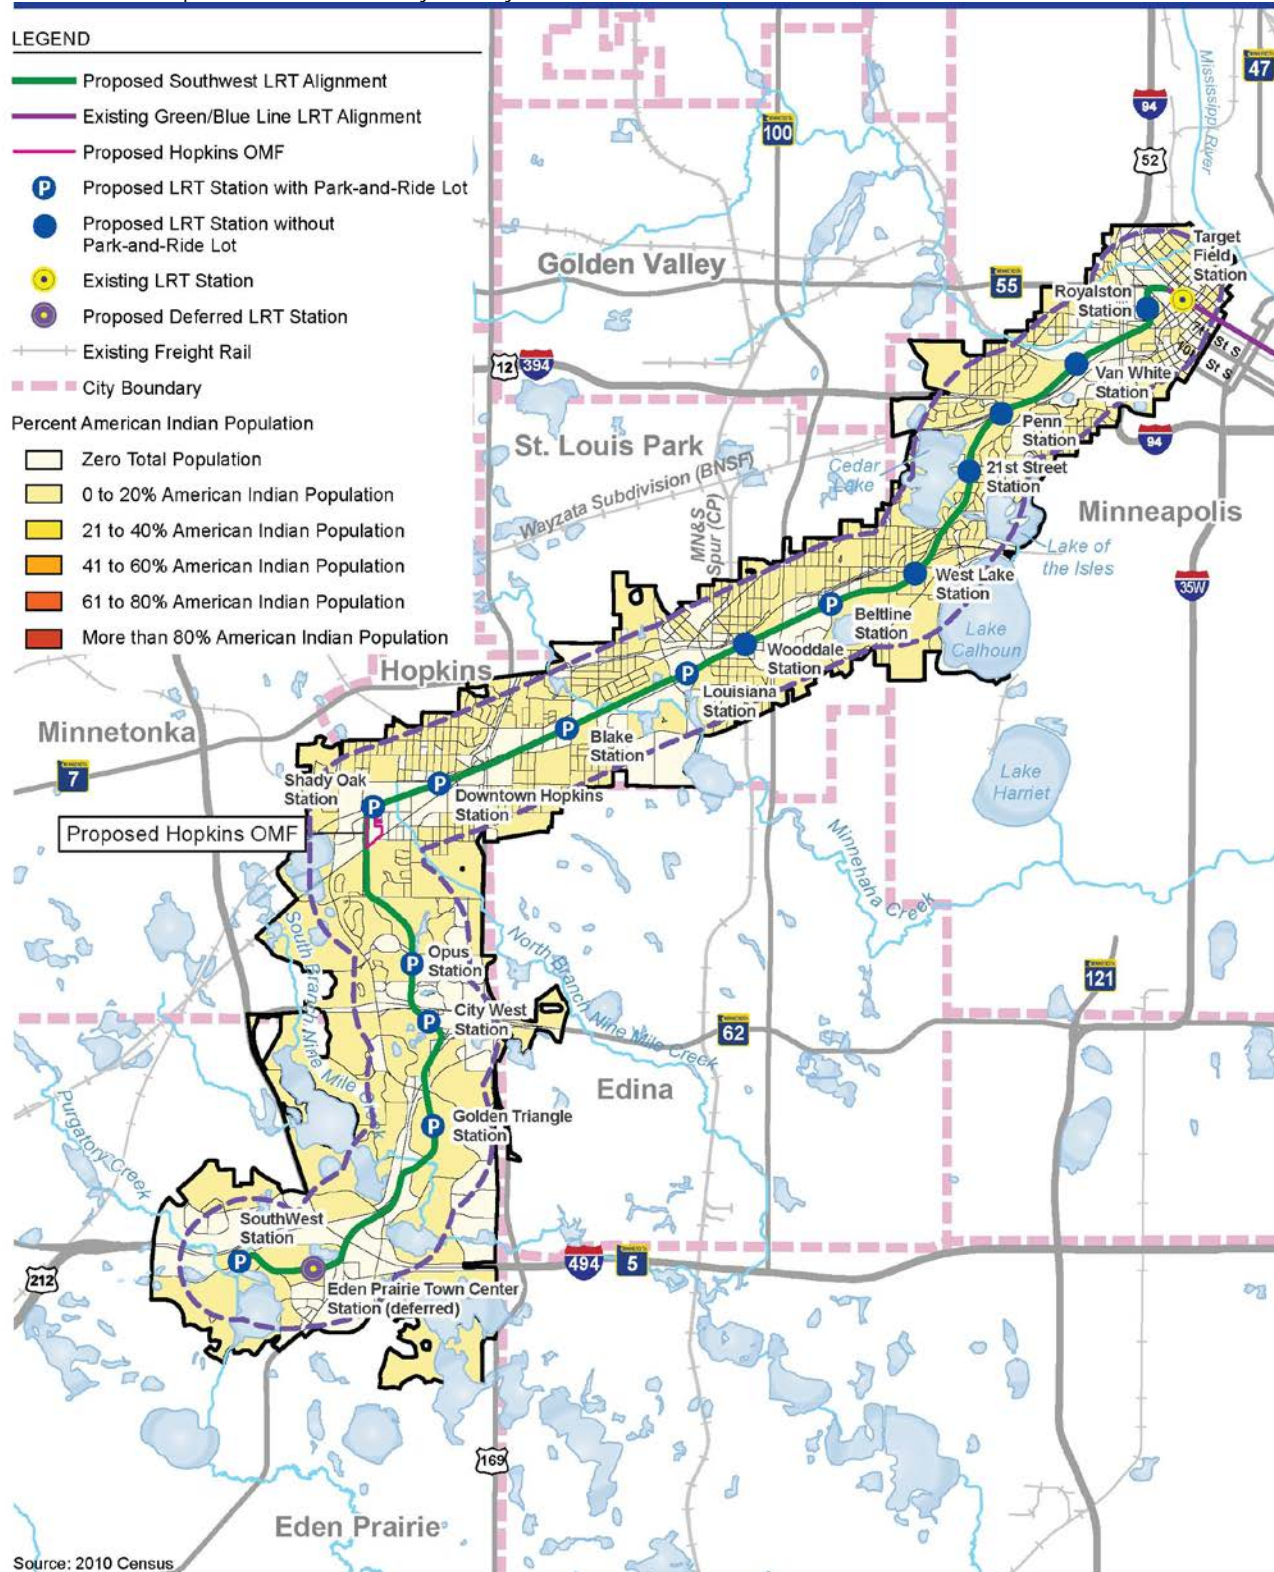 LEGEND
Proposed Southwest LRT Alignment
Existing Green/Blue Line LRT Alignment
Proposed Hopkins OMF
P
Proposed LRT Station with Park-and-Ride Lot
Proposed LRT Station without
Park-and-Ride Lot
Existing LRT Station
Proposed Deferred LRT Station
Existing Freight Rail
City Boundary
Percent American Indian Population
Zero Total Population
0 to 20% American Indian Population
21 to 40% American Indian Population
41 to 60% American Indian Population
61 to 80% American Indian Population
More than 80% American Indian Population
47
94
100
52
Mississippi River
Golden Valley
55
Target
Field
Station
Royalston
Station
7th St S
10th St S
12
394
Van White
Station
Penn
Station
94
St. Louis Park
Wayzata Subdivision (BNSF)
MN&S
Spur (CP)
Cedar
Lake
21st Street
Station
Minneapolis
Lake of
the Isles
West Lake
Station
35W
P
Beltline
Station
Lake
Calhoun
Wooddale
Station
Hopkins
P
Louisiana
Station
Minnetonka
P
Blake
Station
7
Shady Oak
Station
P
P
Downtown Hopkins
Station
Lake
Harriet
Proposed Hopkins OMF
Minnehaha Creek
South Branch Nine Mile Creek
North Branch Nine Mile Creek
P
Opus
Station
121
P
City West
Station
62
Edina
Purgatory Creek
P
Golden Triangle
Station
SouthWest
Station
P
212
494
5
Eden Prairie Town Center
Station (deferred)
169
Eden Prairie
Source: 2010 Census